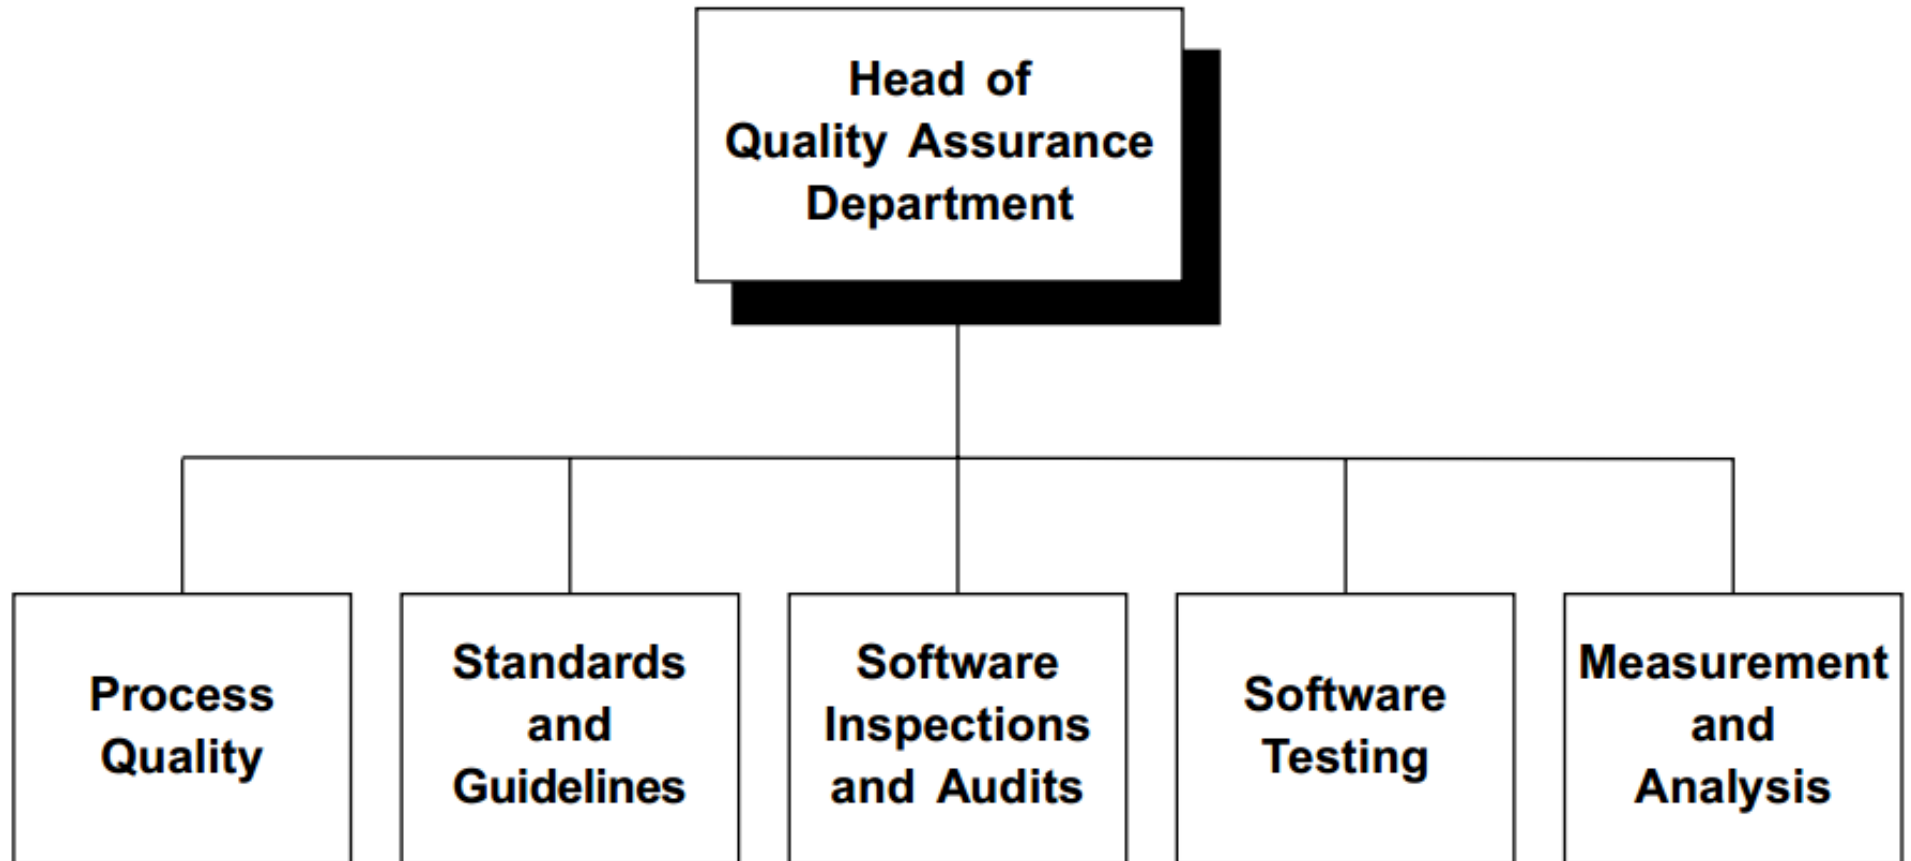 Head of
Quality Assurance
Department
Process
Quality
Standards
and
Guidelines
Software
Inspections
and Audits
Software
Testing
Measurement
and
Analysis